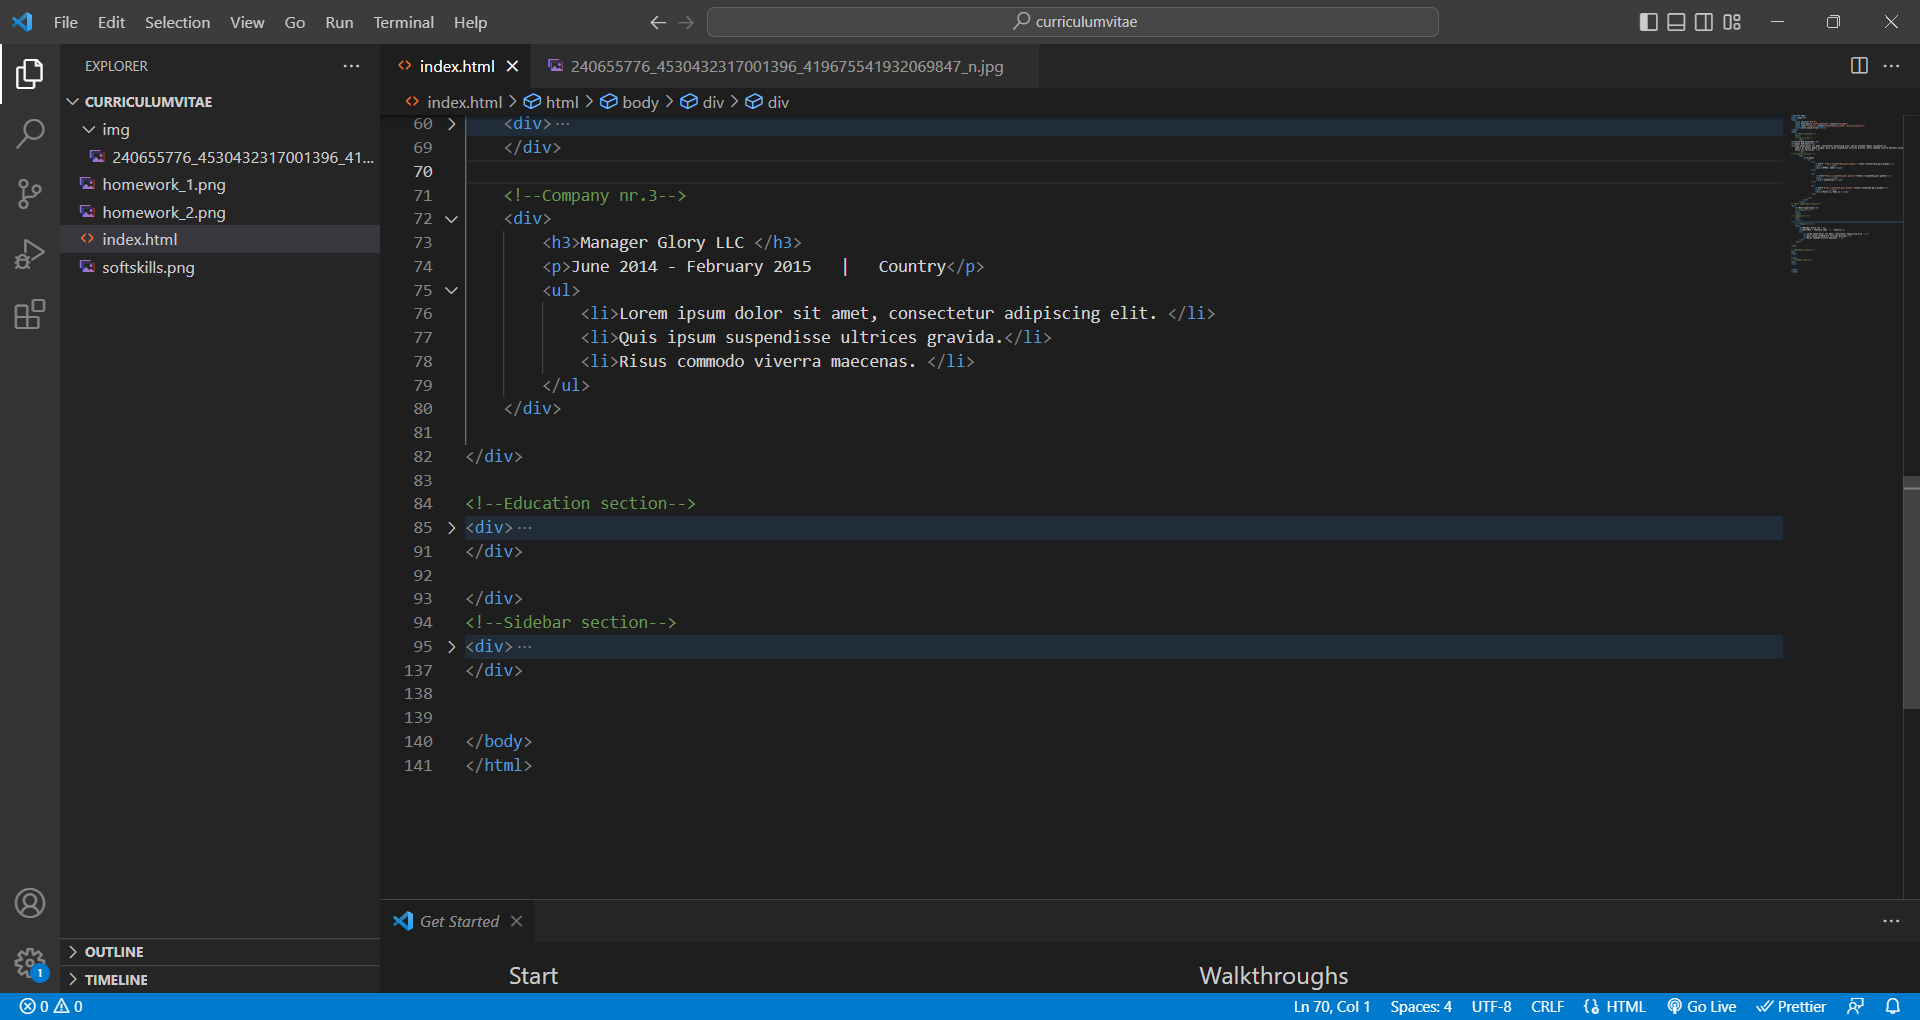 File Edit Selection View Go Run Terminal Help
curriculumvitae
EXPLORER
CURRICULUMVITAE
img
240655776_4530432317001396_41...
homework_1.png
homework_2.png
index.html
softskills.png
OUTLINE
TIMELINE
index.html
240655776_4530432317001396_419675541932069847_n.jpg
index.html > html > body > div > div
60 <div>···
69 </div>
70
71 <!--Company nr.3-->
72 <div>
73 <h3>Manager Glory LLC </h3>
74 <p>June 2014 - February 2015   |   Country</p>
75 <ul>
76 <li>Lorem ipsum dolor sit amet, consectetur adipiscing elit. </li>
77 <li>Quis ipsum suspendisse ultrices gravida.</li>
78 <li>Risus commodo viverra maecenas. </li>
79 </ul>
80 </div>
81
82 </div>
83
84 <!--Education section-->
85 <div>···
91 </div>
92
93 </div>
94 <!--Sidebar section-->
95 <div>···
137 </div>
138
139
140 </body>
141 </html>
Get Started
Start
Walkthroughs
1
0 0
Ln 70, Col 1 Spaces: 4 UTF-8 CRLF HTML Go Live Prettier